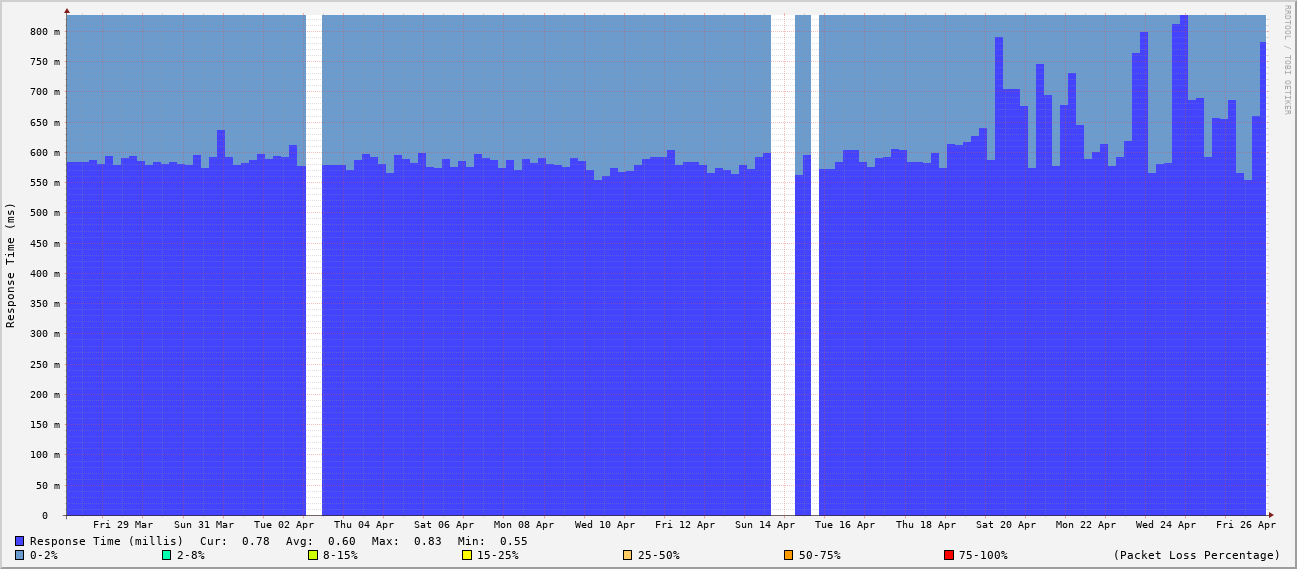 800 m
750 m
700 m
650 m
600 m
550 m
500 m
450 m
400 m
350 m
300 m
250 m
200 m
150 m
100 m
50 m
0
Response Time (ms)
RRDTOOL / TOBI OETIKER
Fri 29 Mar Sun 31 Mar Tue 02 Apr Thu 04 Apr Sat 06 Apr Mon 08 Apr Wed 10 Apr Fri 12 Apr Sun 14 Apr Tue 16 Apr Thu 18 Apr Sat 20 Apr Mon 22 Apr Wed 24 Apr Fri 26 Apr
Response Time (millis) Cur: 0.78 Avg: 0.60 Max: 0.83 Min: 0.55
0-2% 2-8% 8-15% 15-25% 25-50% 50-75% 75-100% (Packet Loss Percentage)